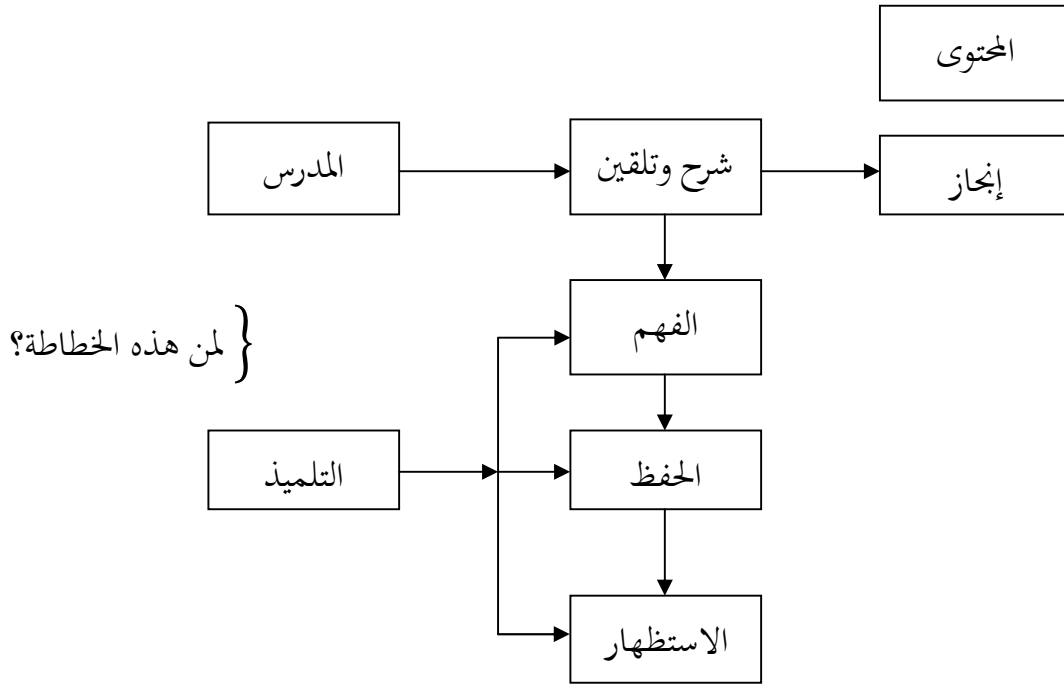 المحتوى
المدرس
شرح وتلقين
إنجاز
الفهم
{ لمن هذه الخطاطة؟
التلميذ
الحفظ
الاستظهار